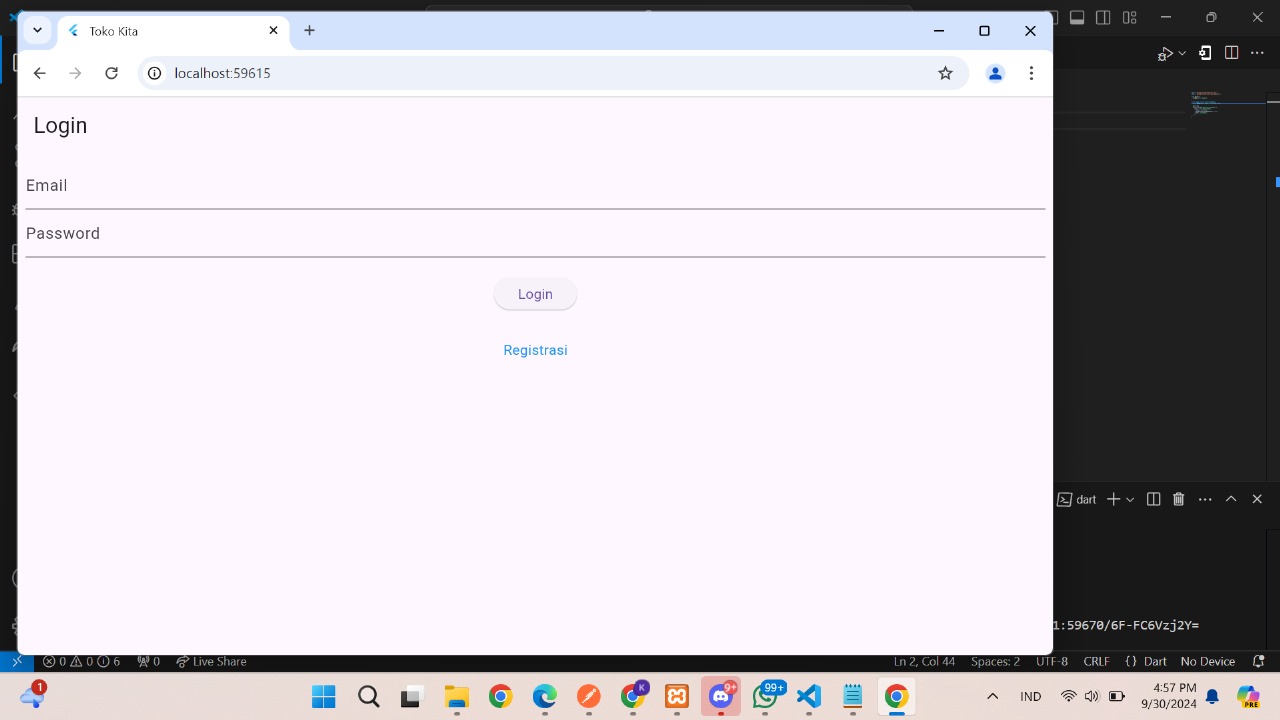 Toko Kita
localhost:59615
Login
Email
Password
Login
Registrasi
dart
1:59670/6F-FC6Vzj2Y=
0 0 6 0 Live Share
Ln 2, Col 44 Spaces: 2 UTF-8 CRLF {} Dart No Device
1
K
9+
99+
IND
4:57 PM
9/30/2024
PRE